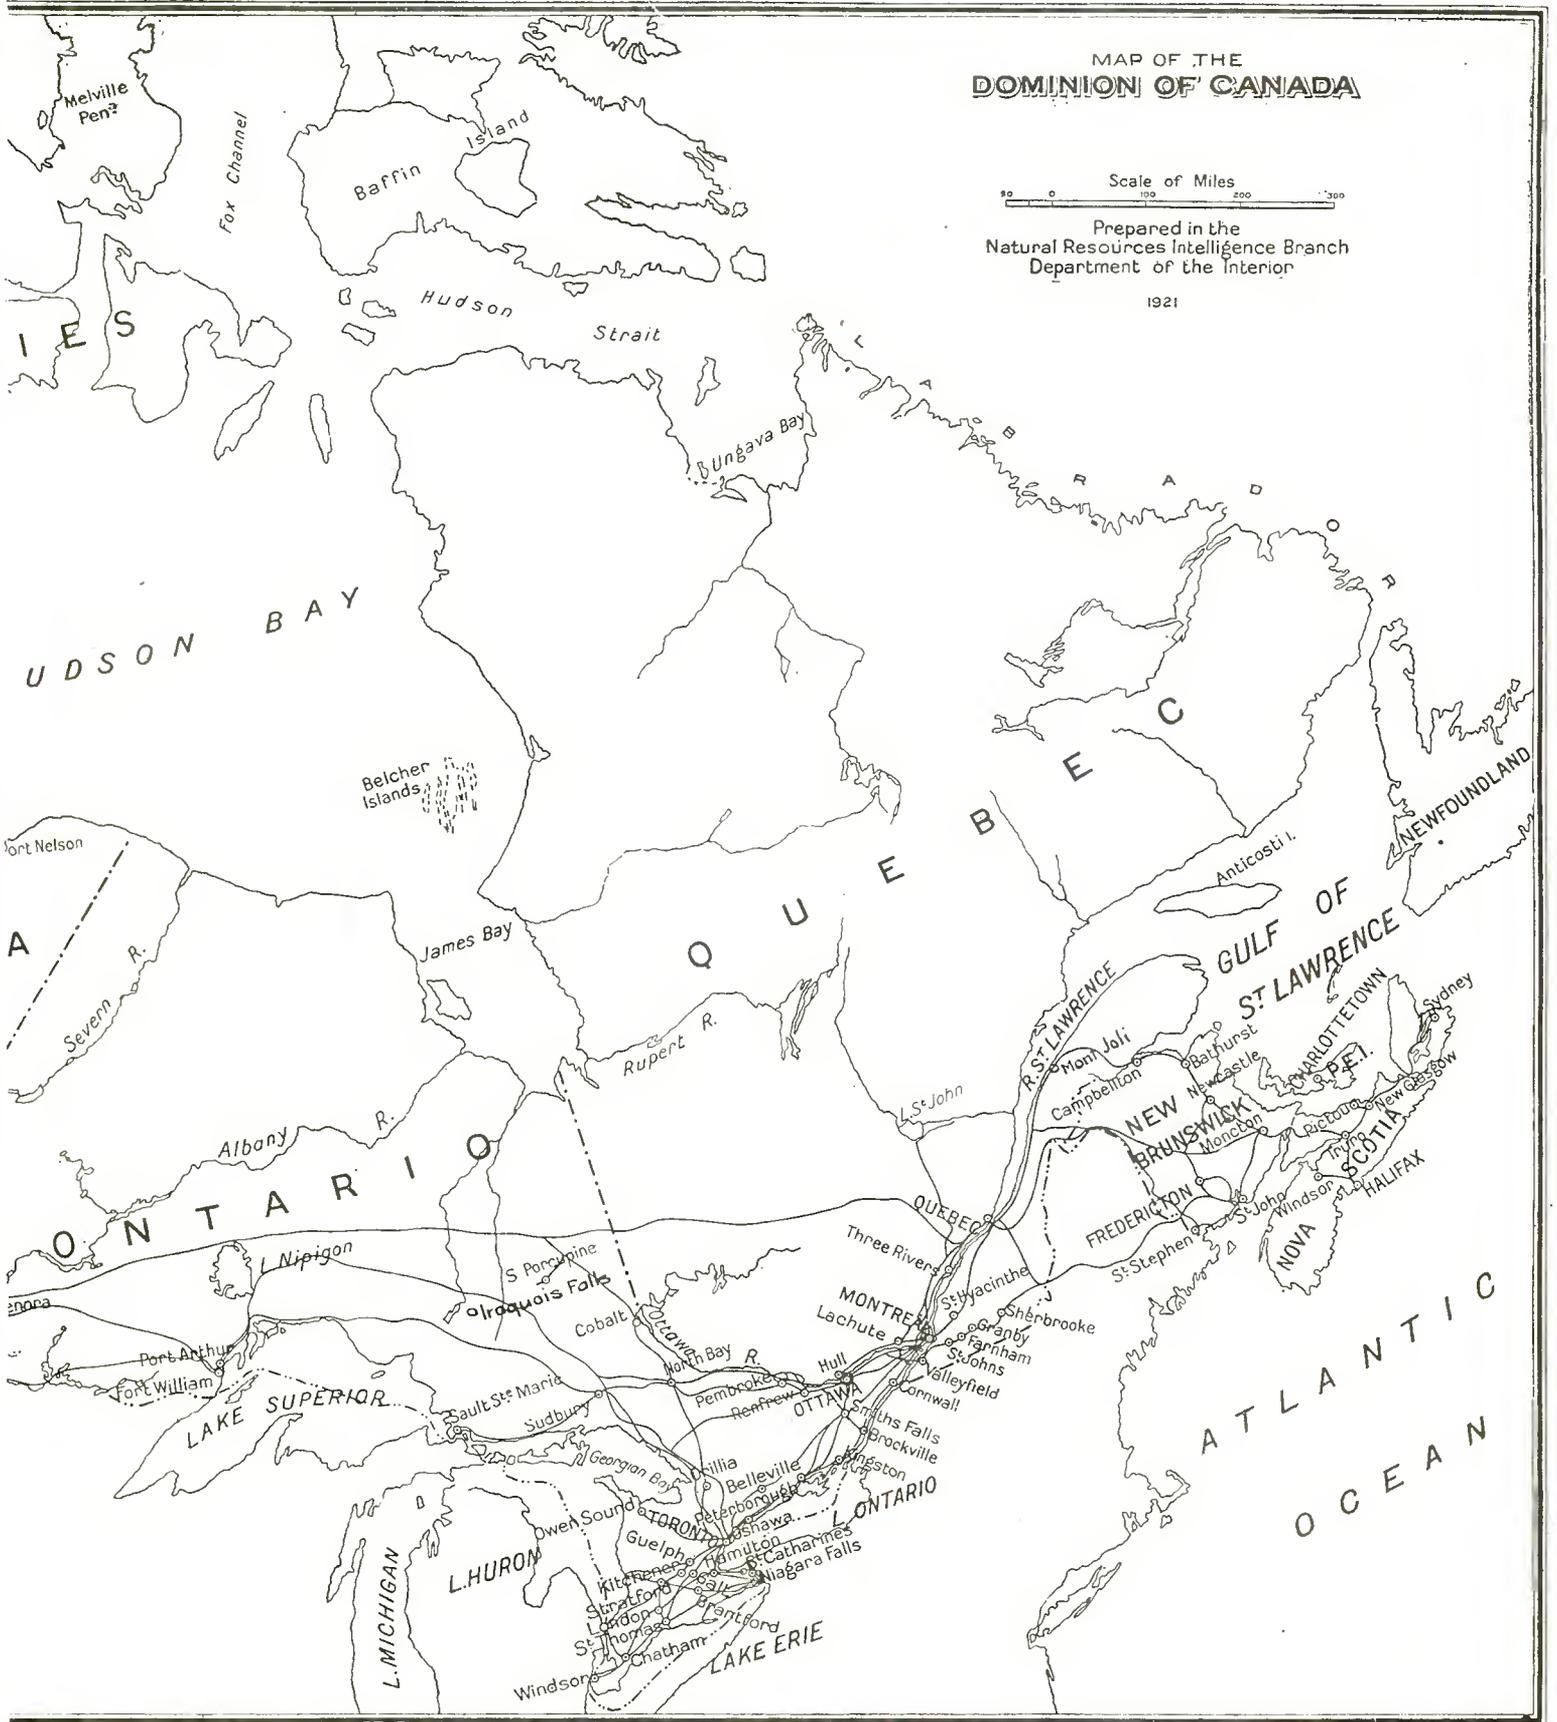 MAP OF THE
DOMINION OF CANADA
Scale of Miles
50 0 100 200 300
Prepared in the
Natural Resources Intelligence Branch
Department of the Interior
1921
Melville
Pen?
Fox Channel
Baffin Island
Hudson Strait
IES
LABRADOR
Ungava Bay
UDSON BAY
Belcher
Islands
ort Nelson
A
Severn R.
James Bay
QUEBEC
NEWFOUNDLAND
Anticosti I.
GULF OF
ST LAWRENCE
R. ST LAWRENCE
Rupert R.
L. St John
Albany R.
ONTARIO
Mont Joli
Campbellton
Bathurst
Newcastle
CHARLOTTETOWN
P.E.I.
Sydney
New Glasgow
Pictou
Truro
NEW
BRUNSWICK
Moncton
NOVA SCOTIA
HALIFAX
Windsor
St John
FREDERICTON
St Stephen
QUEBEC
Three Rivers
St Hyacinthe
MONTREAL
Lachute
Sherbrooke
Granby
Farnham
St Johns
Valleyfield
Cornwall
Hull
OTTAWA
Ottawa R.
Pembroke
Renfrew
Smiths Falls
Brockville
Kingston
Belleville
Peterborough
Oshawa
TORONTO
Orillia
North Bay
Cobalt
S Porcupine
Iroquois Falls
L Nipigon
enora
Port Arthur
Fort William
LAKE SUPERIOR
Sault Ste Marie
Sudbury
Georgian Bay
Owen Sound
Guelph
Hamilton
St Catharines
Niagara Falls
Kitchener
Galt
Stratford
Brantford
London
St Thomas
Chatham
Windsor
L. ONTARIO
L. HURON
L. MICHIGAN
LAKE ERIE
ATLANTIC
OCEAN